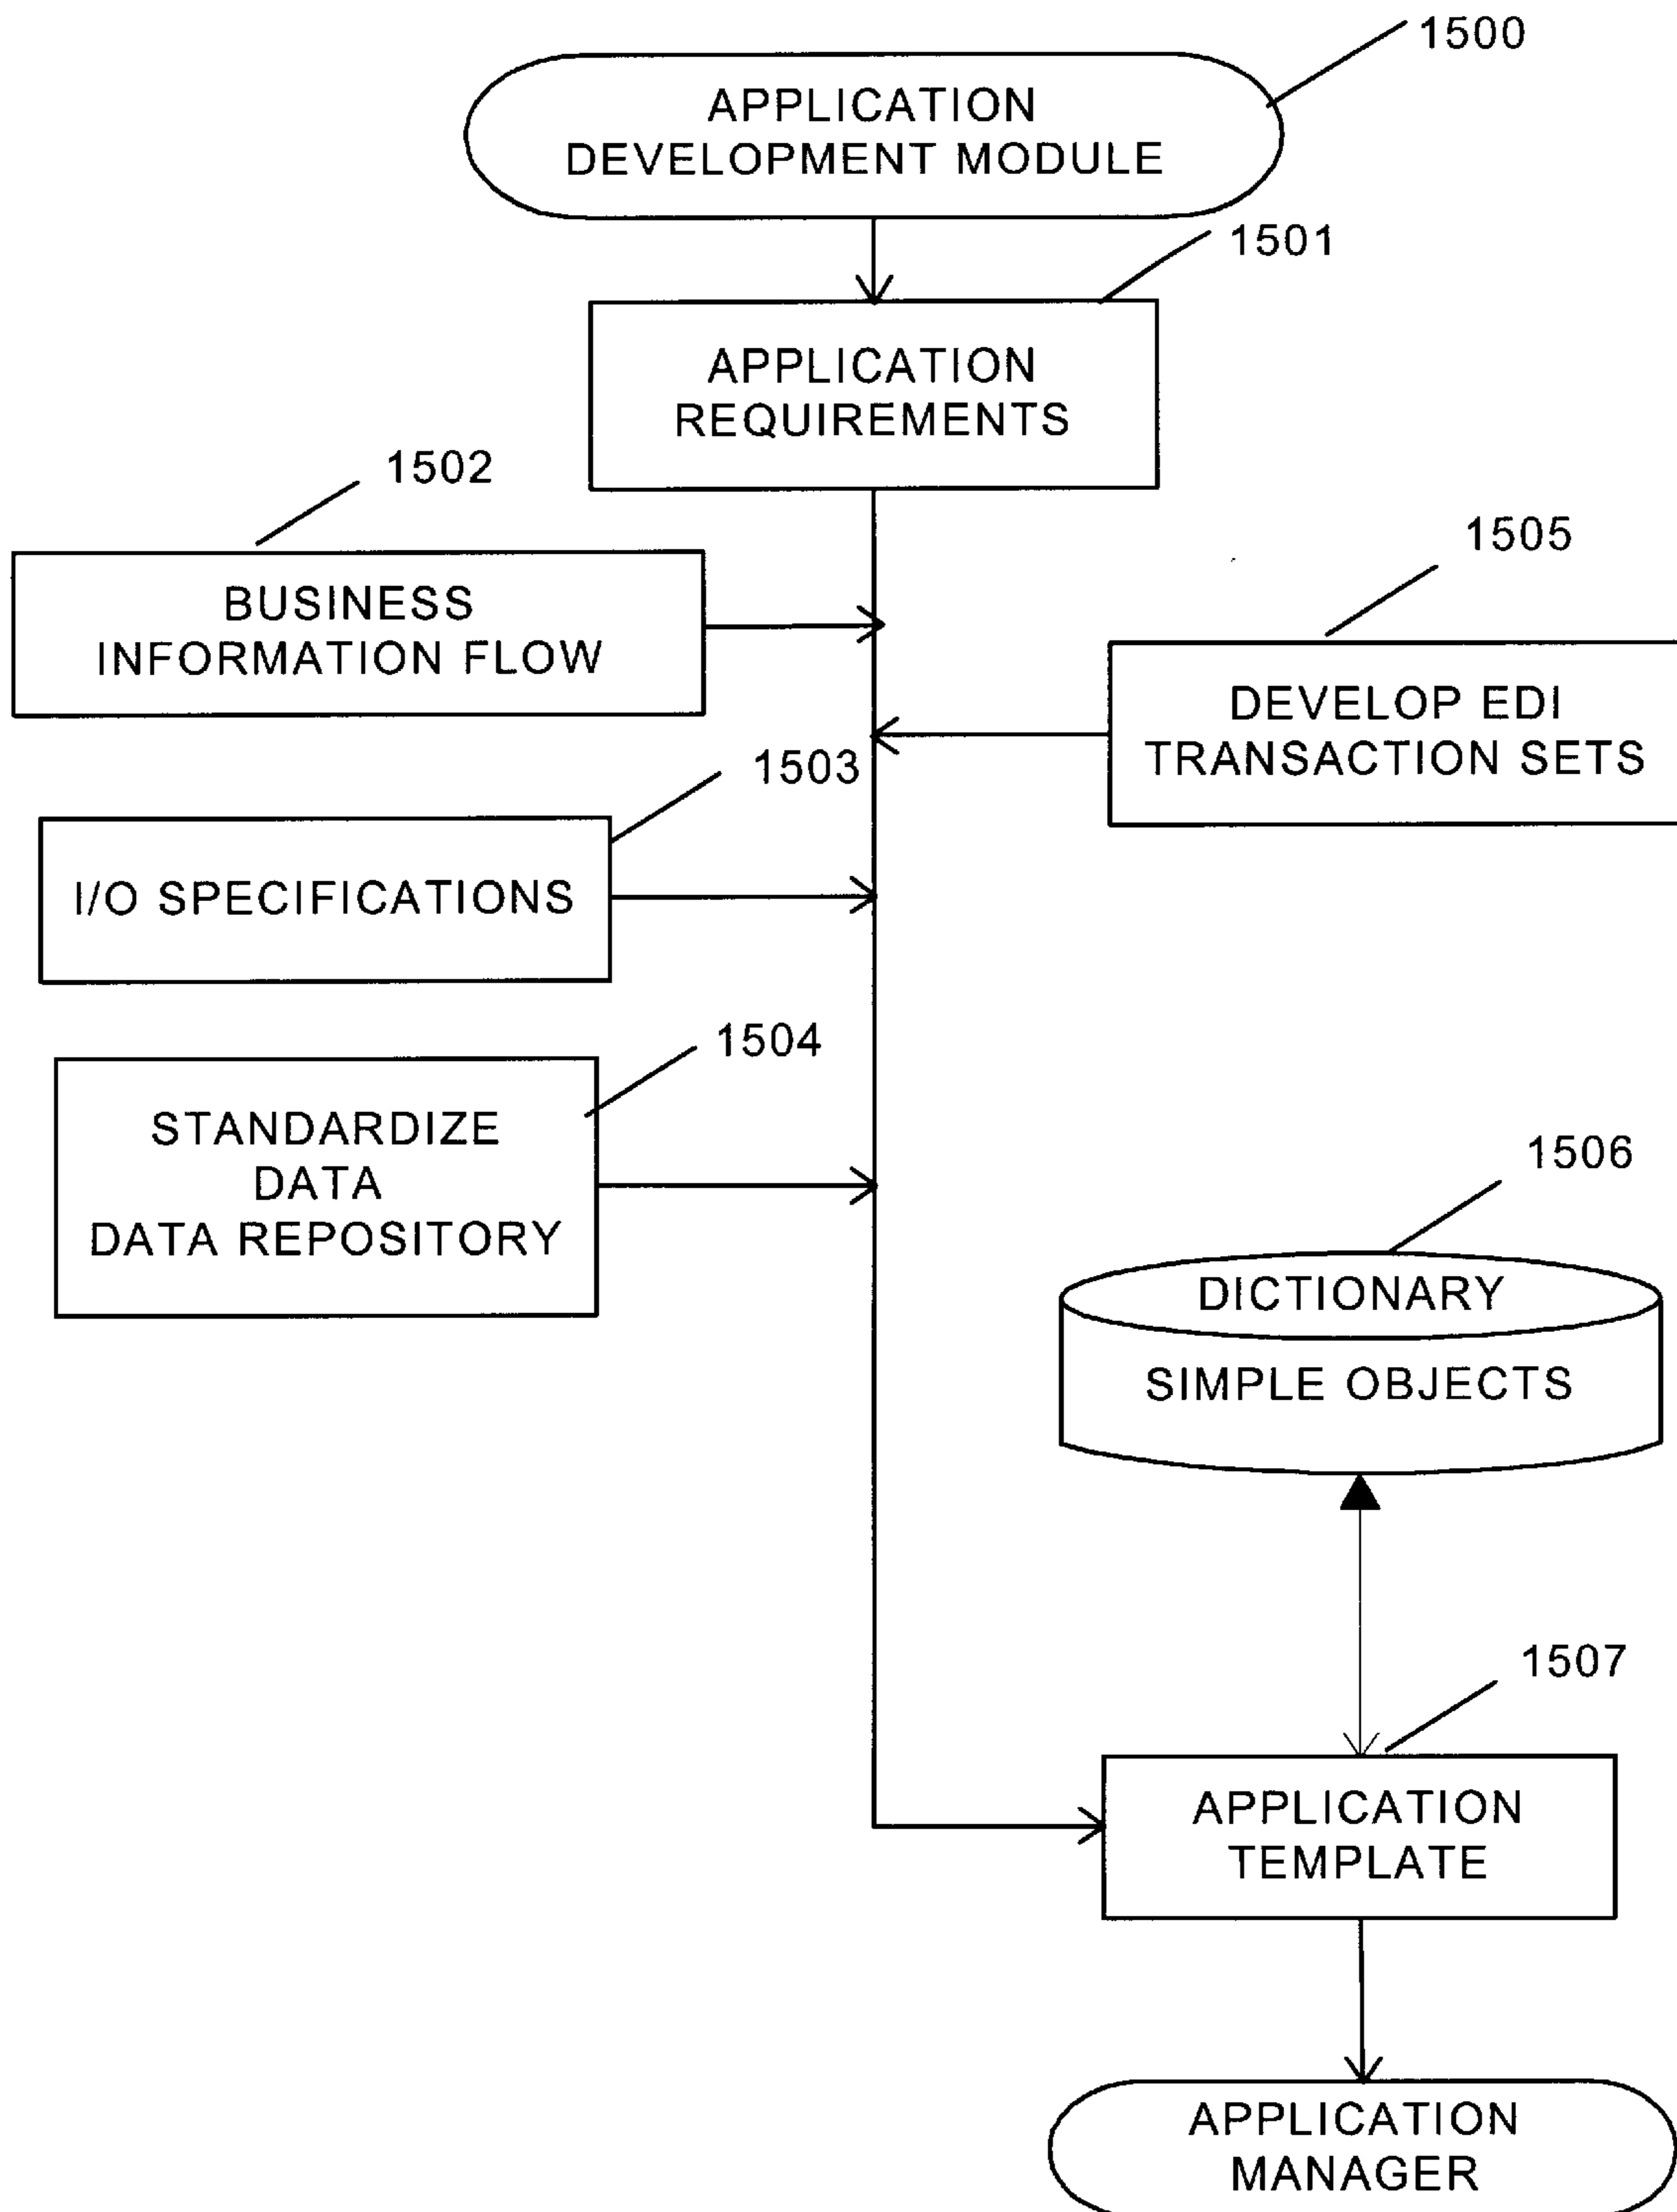 1500
APPLICATION
DEVELOPMENT MODULE
1501
APPLICATION
REQUIREMENTS
1502
BUSINESS
INFORMATION FLOW
1505
DEVELOP EDI
TRANSACTION SETS
1503
I/O SPECIFICATIONS
1504
STANDARDIZE
DATA
DATA REPOSITORY
1506
DICTIONARY
SIMPLE OBJECTS
1507
APPLICATION
TEMPLATE
APPLICATION
MANAGER